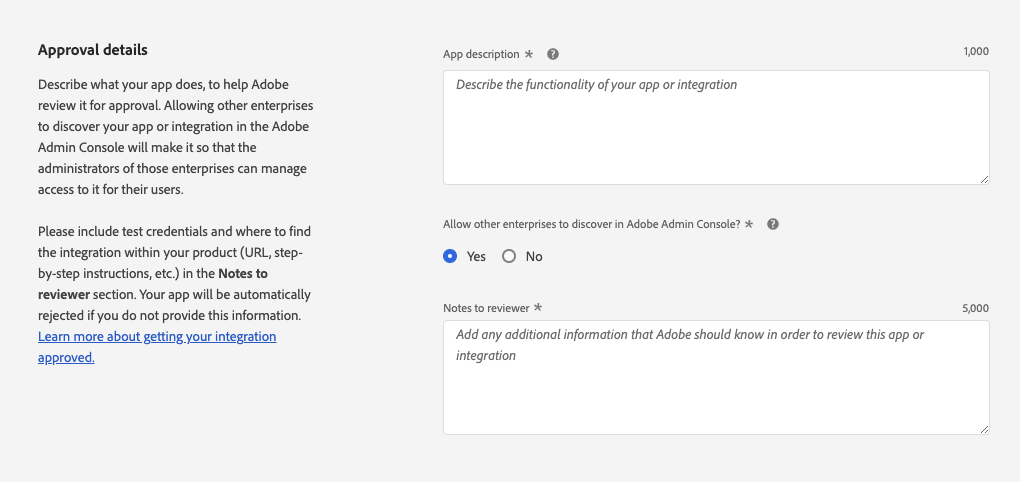 Approval details
Describe what your app does, to help Adobe
review it for approval. Allowing other enterprises
to discover your app or integration in the Adobe
Admin Console will make it so that the
administrators of those enterprises can manage
access to it for their users.
Please include test credentials and where to find
the integration within your product (URL, step-
by-step instructions, etc.) in the Notes to
reviewer section. Your app will be automatically
rejected if you do not provide this information.
Learn more about getting your integration
approved.
App description * ?
1,000
Describe the functionality of your app or integration
Allow other enterprises to discover in Adobe Admin Console? * ?
Yes No
Notes to reviewer *
5,000
Add any additional information that Adobe should know in order to review this app or
integration